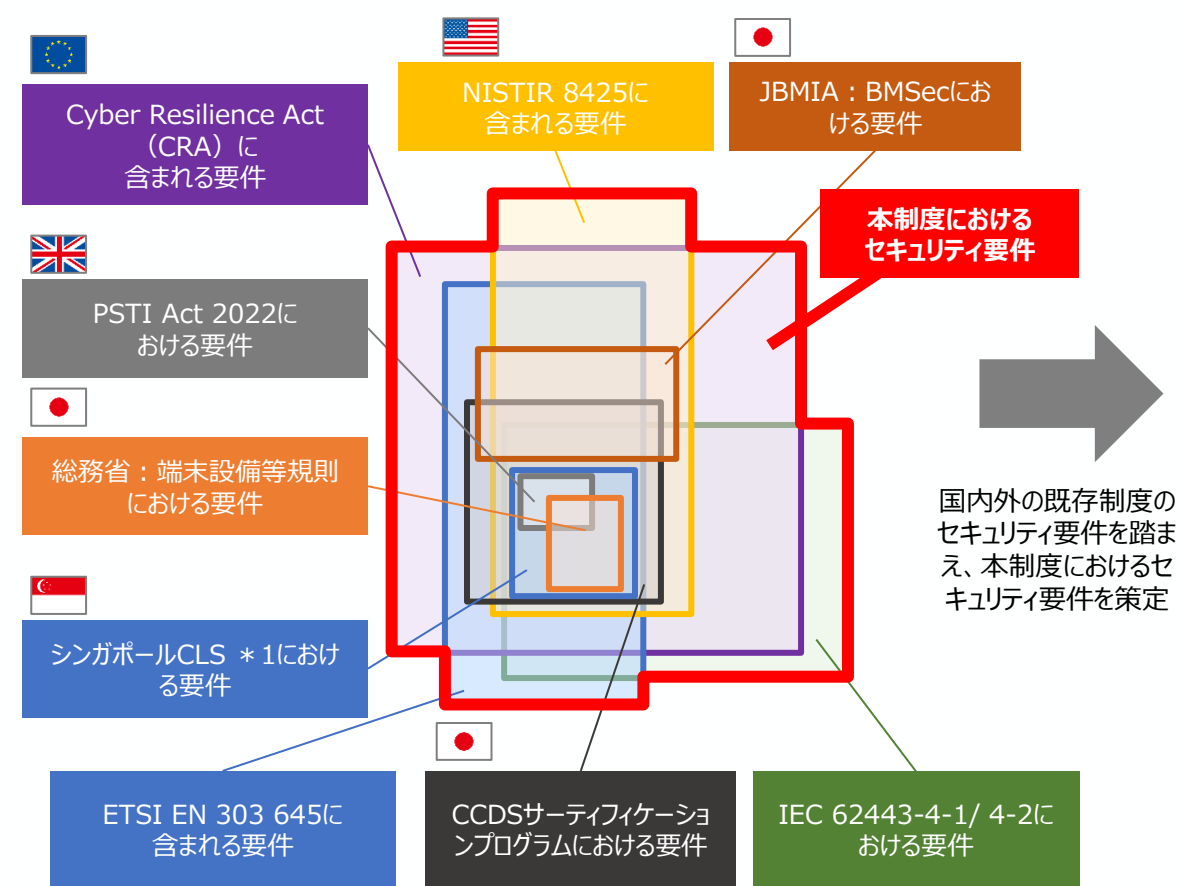 Cyber Resilience Act
（CRA）に
含まれる要件
NISTIR 8425に
含まれる要件
JBMIA：BMSecにお
ける要件
本制度における
セキュリティ要件
PSTI Act 2022に
おける要件
総務省：端末設備等規則
における要件
国内外の既存制度の
セキュリティ要件を踏ま
え、本制度におけるセ
キュリティ要件を策定
シンガポールCLS ＊1におけ
る要件
ETSI EN 303 645に
含まれる要件
CCDSサーティフィケーショ
ンプログラムにおける要件
IEC 62443-4-1/ 4-2に
おける要件